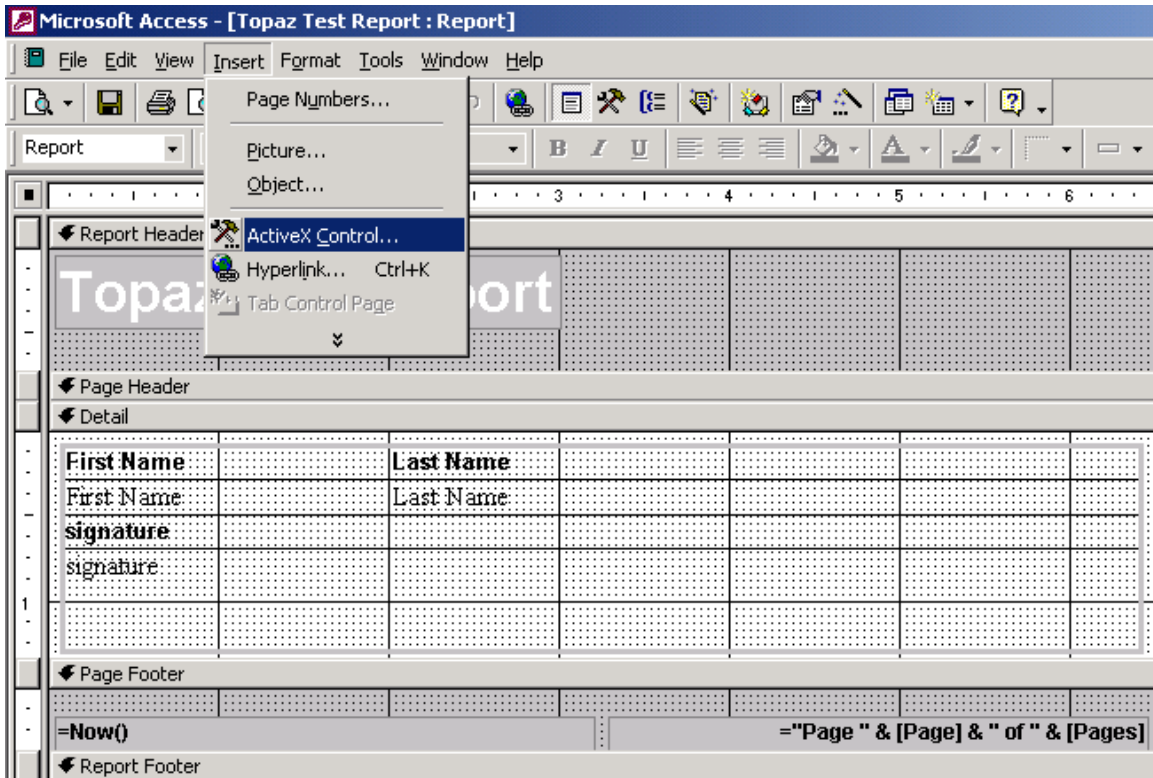 Microsoft Access - [Topaz Test Report : Report]
File Edit View Insert Format Tools Window Help
Page Numbers...
Report
B I U
Picture...
Object...
3 4 5 6
Report Header
ActiveX Control...
Hyperlink... Ctrl+K
Topaz port
Tab Control Page
Page Header
Detail
First Name Last Name
First Name Last Name
signature
signature
1
Page Footer
=Now() ="Page " & [Page] & " of " & [Pages]
Report Footer